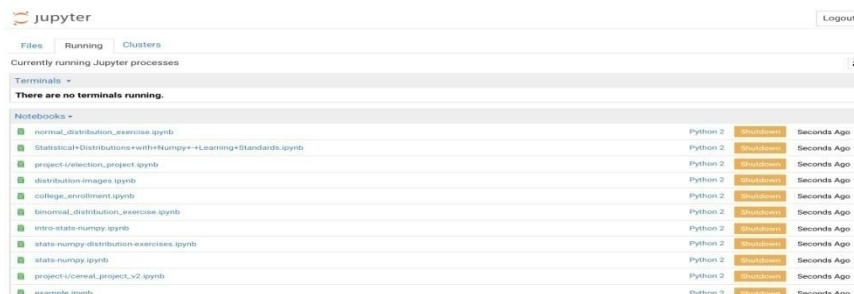 jupyter
Logout
Files Running Clusters
Currently running Jupyter processes
Terminals
There are no terminals running.
Notebooks
normal_distribution_exercise.ipynb Python 2 Shutdown Seconds Ago
Statistical+Distributions+with+Numpy+-+Learning+Standards.ipynb Python 2 Shutdown Seconds Ago
project-i/election_project.ipynb Python 2 Shutdown Seconds Ago
distribution-images.ipynb Python 2 Shutdown Seconds Ago
college_enrollment.ipynb Python 2 Shutdown Seconds Ago
binomial_distribution_exercise.ipynb Python 2 Shutdown Seconds Ago
intro-stats-numpy.ipynb Python 2 Shutdown Seconds Ago
stats-numpy-distribution-exercises.ipynb Python 2 Shutdown Seconds Ago
stats-numpy.ipynb Python 2 Shutdown Seconds Ago
project-i/cereal_project_v2.ipynb Python 2 Shutdown Seconds Ago
example.ipynb Python 2 Shutdown Seconds Ago